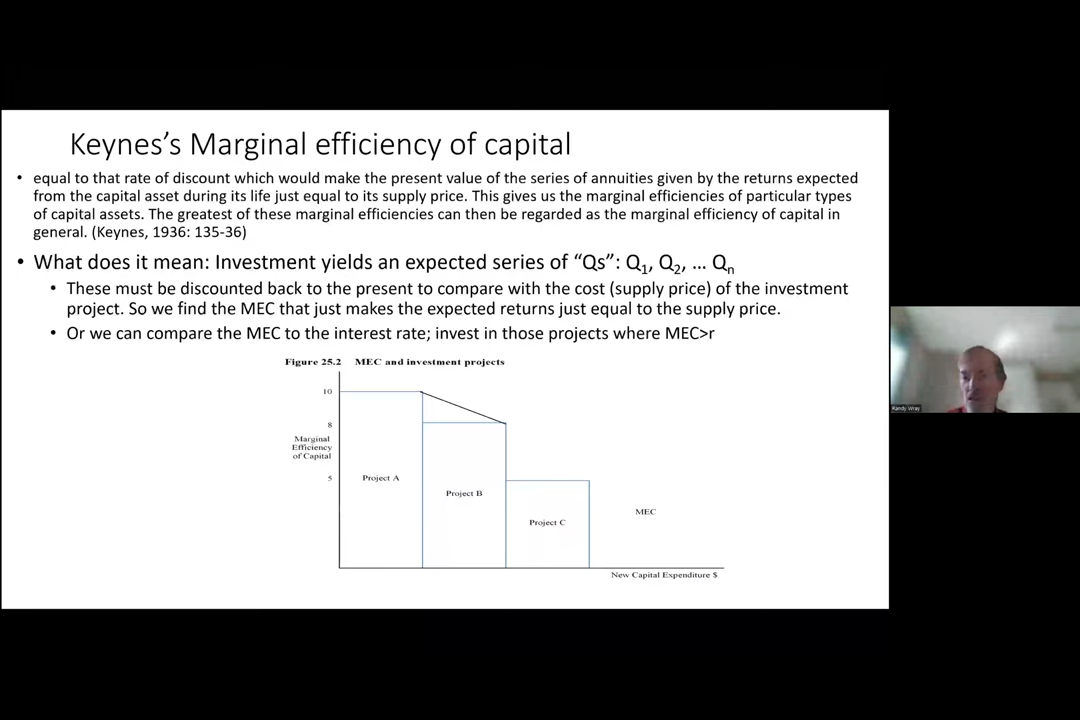 Keynes's Marginal efficiency of capital
• equal to that rate of discount which would make the present value of the series of annuities given by the returns expected
from the capital asset during its life just equal to its supply price. This gives us the marginal efficiencies of particular types
of capital assets. The greatest of these marginal efficiencies can then be regarded as the marginal efficiency of capital in
general. (Keynes, 1936: 135-36)
• What does it mean: Investment yields an expected series of “Qs”: Q1, Q2, ... Qn
• These must be discounted back to the present to compare with the cost (supply price) of the investment
project. So we find the MEC that just makes the expected returns just equal to the supply price.
• Or we can compare the MEC to the interest rate; invest in those projects where MEC>r
Figure 25.2 MEC and investment projects
10
8
Marginal
Efficiency
of Capital
5
Project A
Project B
Project C
MEC
New Capital Expenditure $
Randy Wray